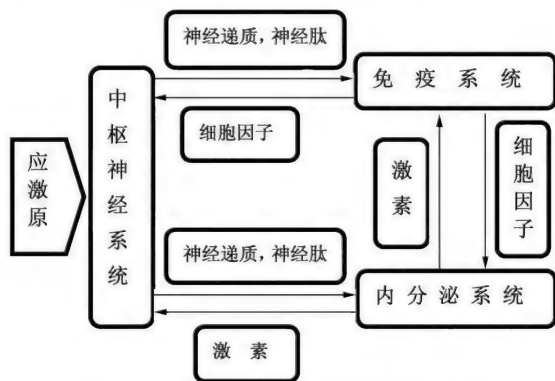 神经递质，神经肽
免疫系统
中枢神经系统
细胞因子
应激原
激素
细胞因子
神经递质，神经肽
内分泌系统
激素